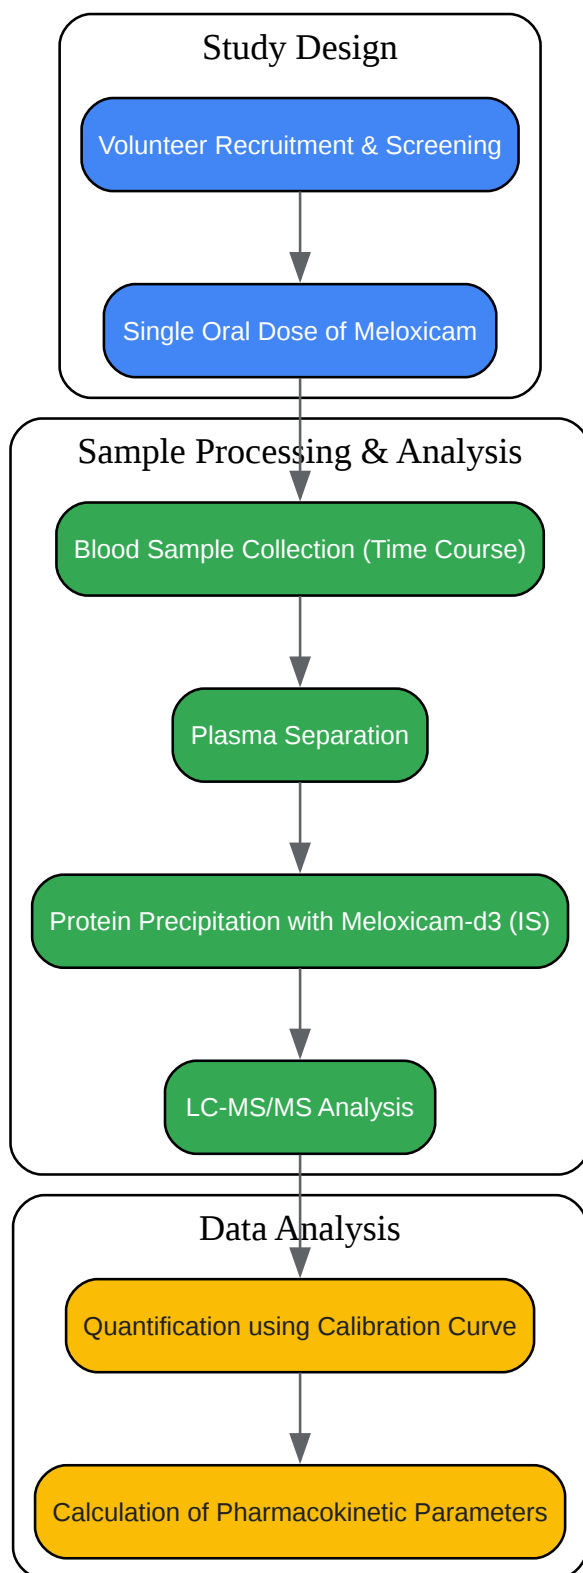 Study Design
Volunteer Recruitment & Screening
Single Oral Dose of Meloxicam
Sample Processing & Analysis
Blood Sample Collection (Time Course)
Plasma Separation
Protein Precipitation with Meloxicam-d3 (IS)
LC-MS/MS Analysis
Data Analysis
Quantification using Calibration Curve
Calculation of Pharmacokinetic Parameters